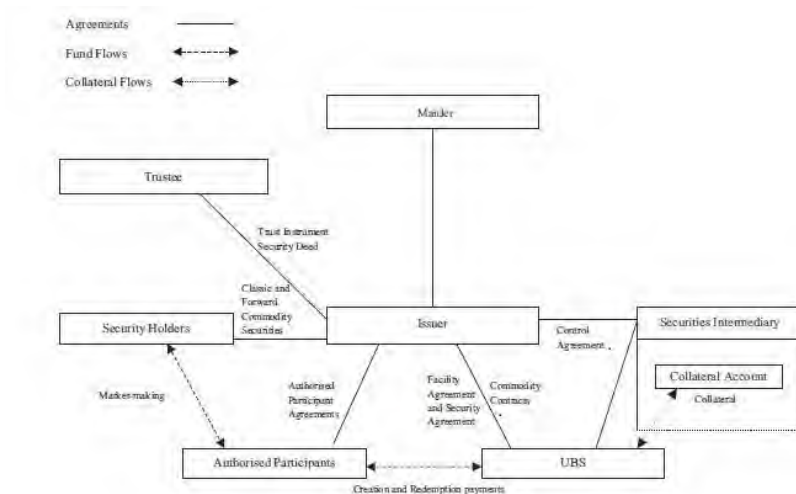 Agreements
Fund Flows
Collateral Flows
Trustee
Trust Instrument
Security Deed
Classic and
Forward
Commodity
Securities
Security Holders
Issuer
Securities Intermediary
Control
Agreement
Collateral Account
Collateral
Market-making
Authorised
Participant
Agreements
Facility
Agreement
and Security
Agreement
Commodity
Contracts
Authorised Participants
UBS
Creation and Redemption payments